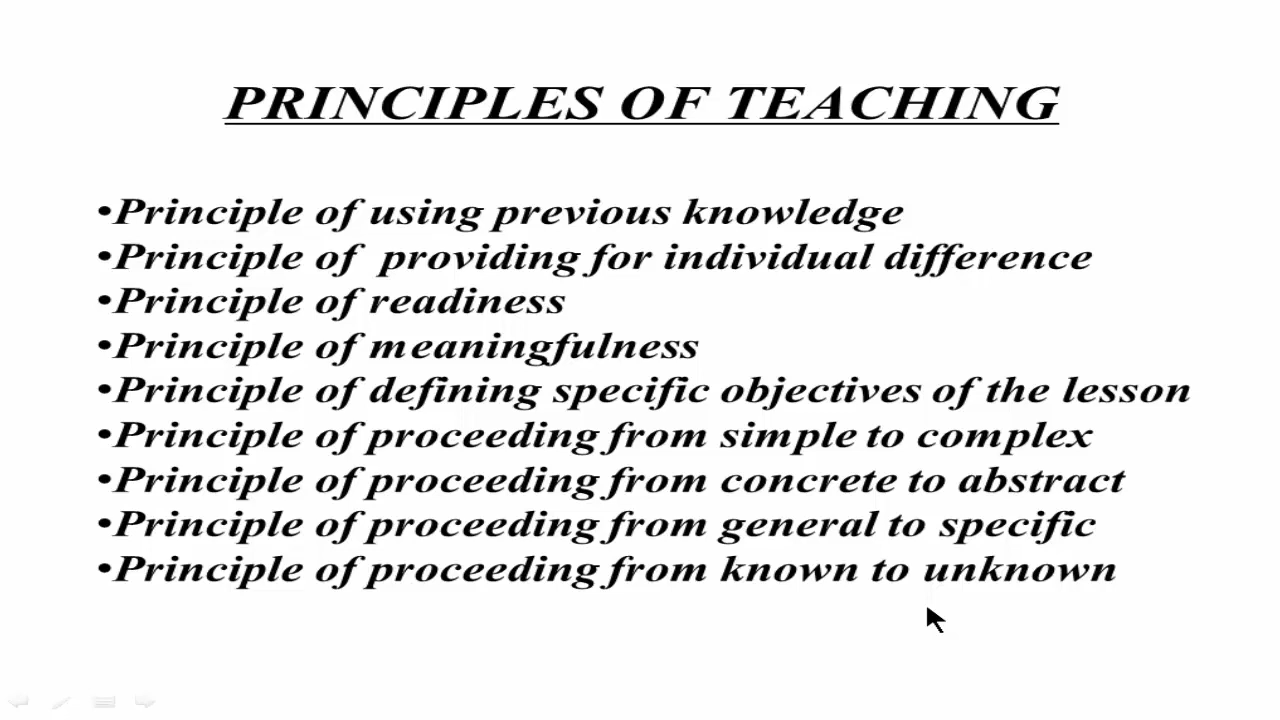 PRINCIPLES OF TEACHING
•Principle of using previous knowledge
•Principle of providing for individual difference
•Principle of readiness
•Principle of meaningfulness
•Principle of defining specific objectives of the lesson
•Principle of proceeding from simple to complex
•Principle of proceeding from concrete to abstract
•Principle of proceeding from general to specific
•Principle of proceeding from known to unknown